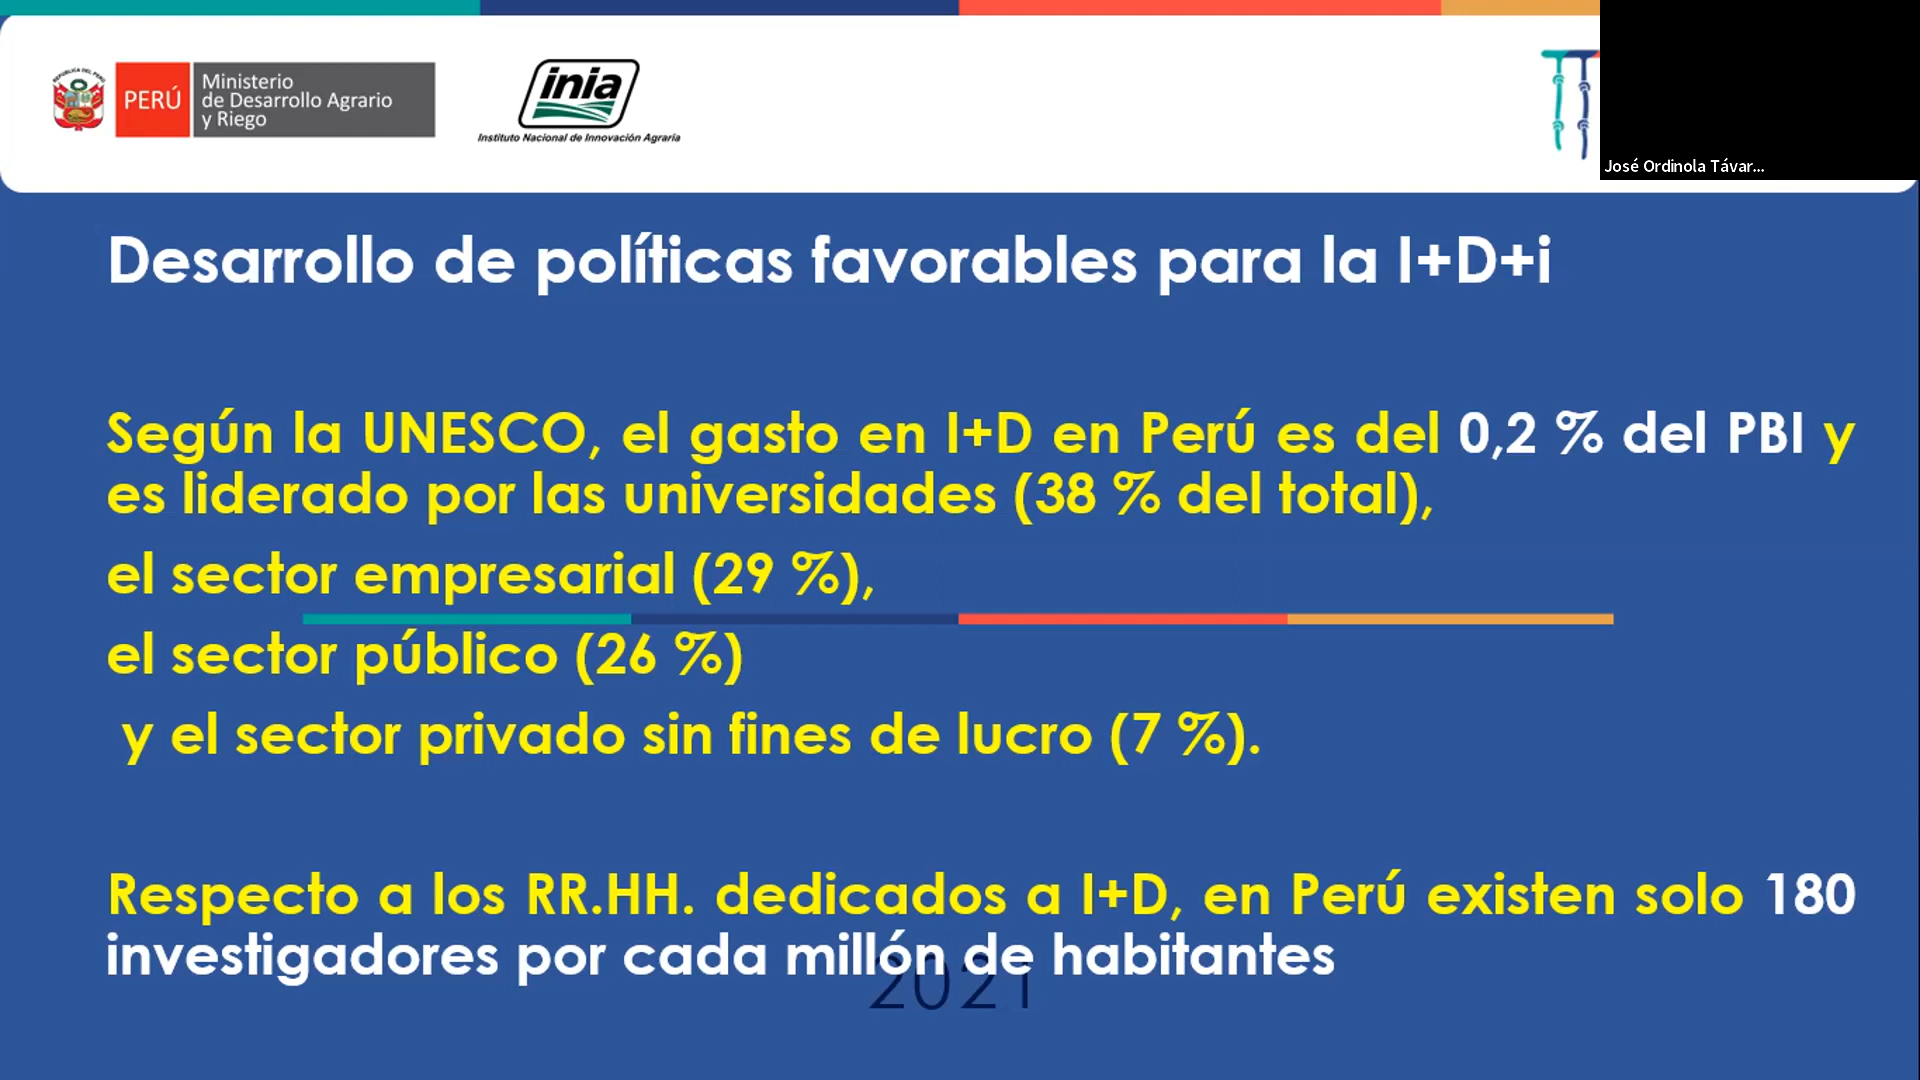 REPÚBLICA DEL PERÚ
PERÚ
Ministerio
de Desarrollo Agrario
y Riego
inia
Instituto Nacional de Innovación Agraria
José Ordinola Távar...
Desarrollo de políticas favorables para la I+D+i
Según la UNESCO, el gasto en I+D en Perú es del 0,2 % del PBI y
es liderado por las universidades (38 % del total),
el sector empresarial (29 %),
el sector público (26 %)
y el sector privado sin fines de lucro (7 %).
Respecto a los RR.HH. dedicados a I+D, en Perú existen solo 180
investigadores por cada millón de habitantes
2021